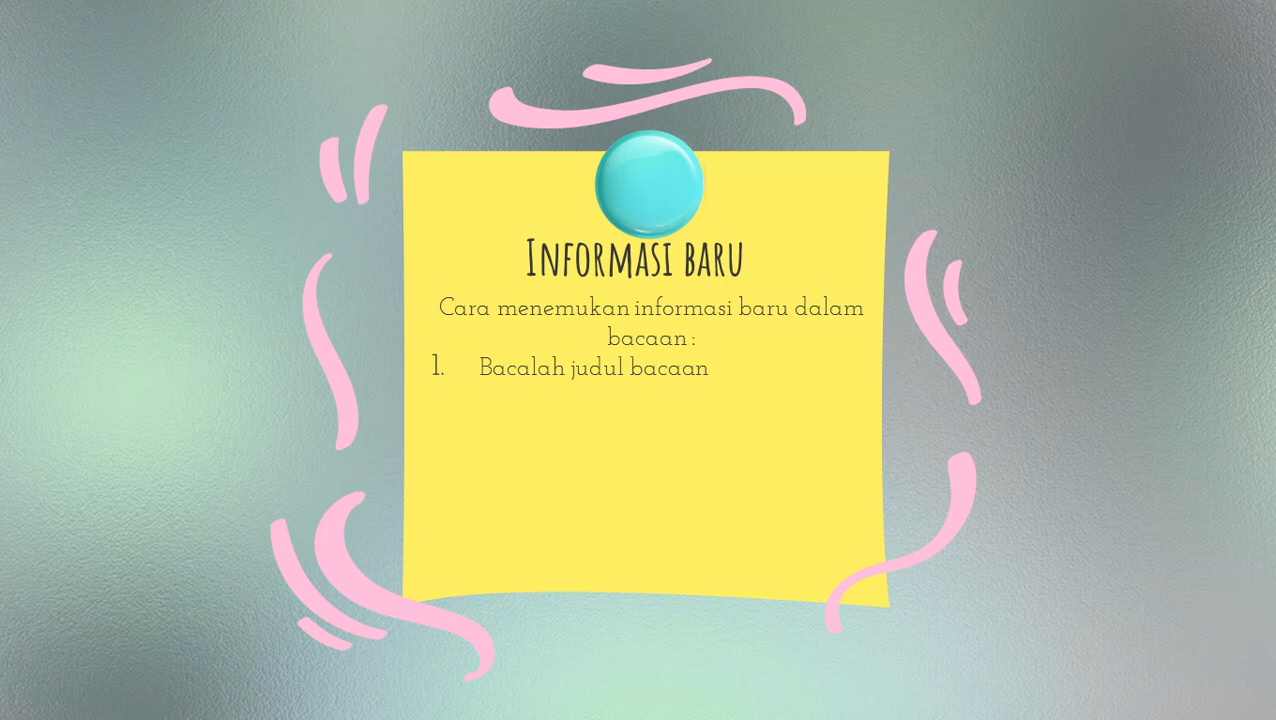 Informasi baru
Cara menemukan informasi baru dalam
bacaan :
1. Bacalah judul bacaan